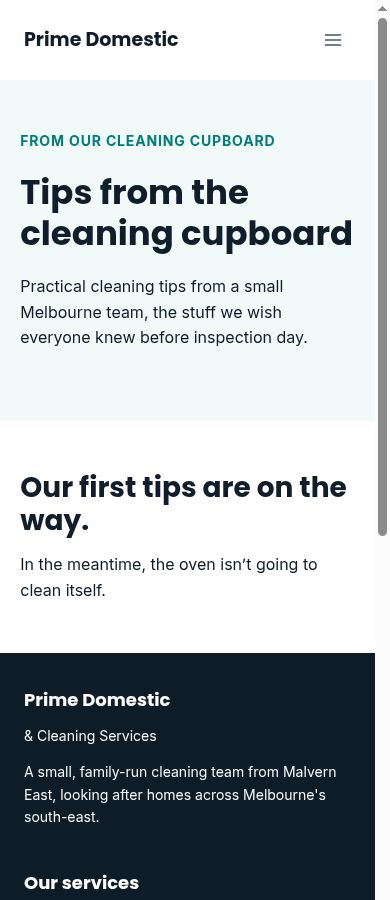 Prime Domestic
FROM OUR CLEANING CUPBOARD
Tips from the
cleaning cupboard
Practical cleaning tips from a small
Melbourne team, the stuff we wish
everyone knew before inspection day.
Our first tips are on the
way.
In the meantime, the oven isn’t going to
clean itself.
Prime Domestic
& Cleaning Services
A small, family-run cleaning team from Malvern
East, looking after homes across Melbourne's
south-east.
Our services